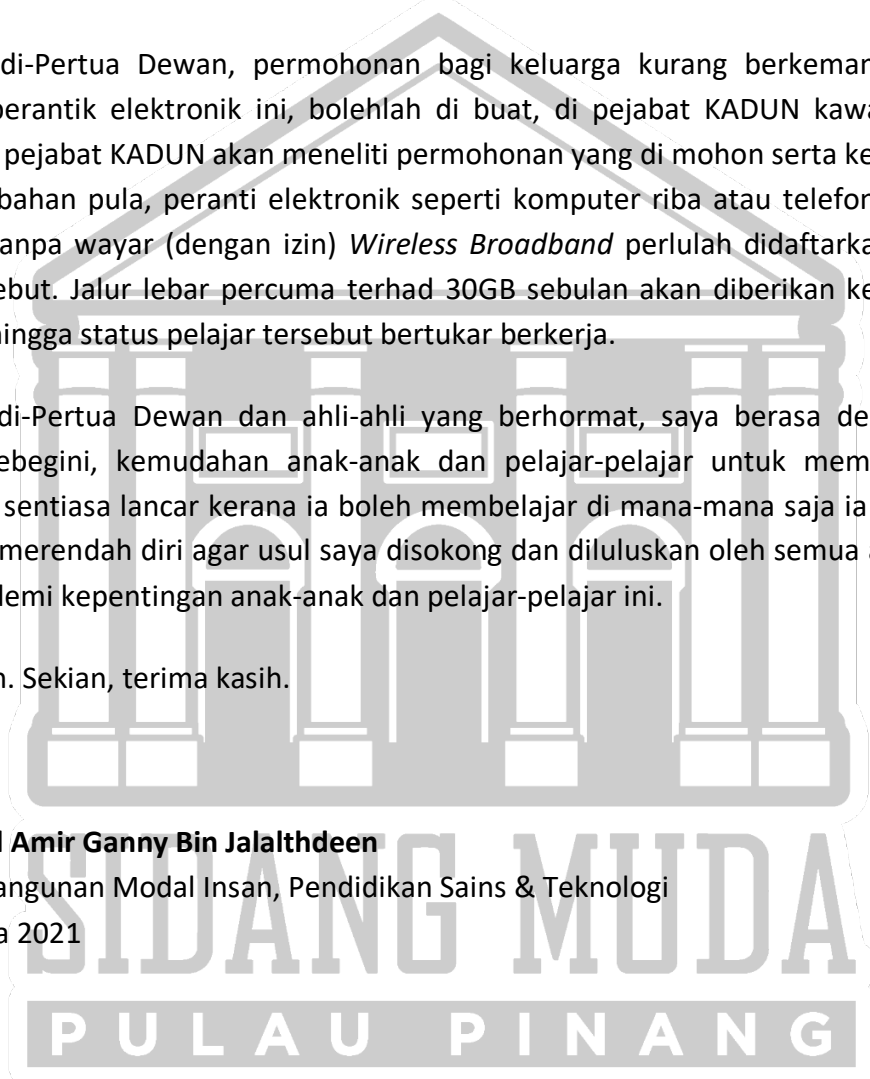 di-Pertua Dewan, permohonan bagi keluarga kurang berkeman
perantik elektronik ini, bolehlah di buat, di pejabat KADUN kawa
pejabat KADUN akan meneliti permohonan yang di mohon serta ke
bahan pula, peranti elektronik seperti komputer riba atau telefon
anpa wayar (dengan izin) Wireless Broadband perlulah didaftarka
ebut. Jalur lebar percuma terhad 30GB sebulan akan diberikan ke
hingga status pelajar tersebut bertukar berkerja.
di-Pertua Dewan dan ahli-ahli yang berhormat, saya berasa de
ebegini, kemudahan anak-anak dan pelajar-pelajar untuk mem
sentiasa lancar kerana ia boleh membelajar di mana-mana saja ia
merendah diri agar usul saya disokong dan diluluskan oleh semua a
demi kepentingan anak-anak dan pelajar-pelajar ini.
n. Sekian, terima kasih.
l Amir Ganny Bin Jalalthdeen
angunan Modal Insan, Pendidikan Sains & Teknologi
a 2021
SIDANG MUDA
PULAU PINANG